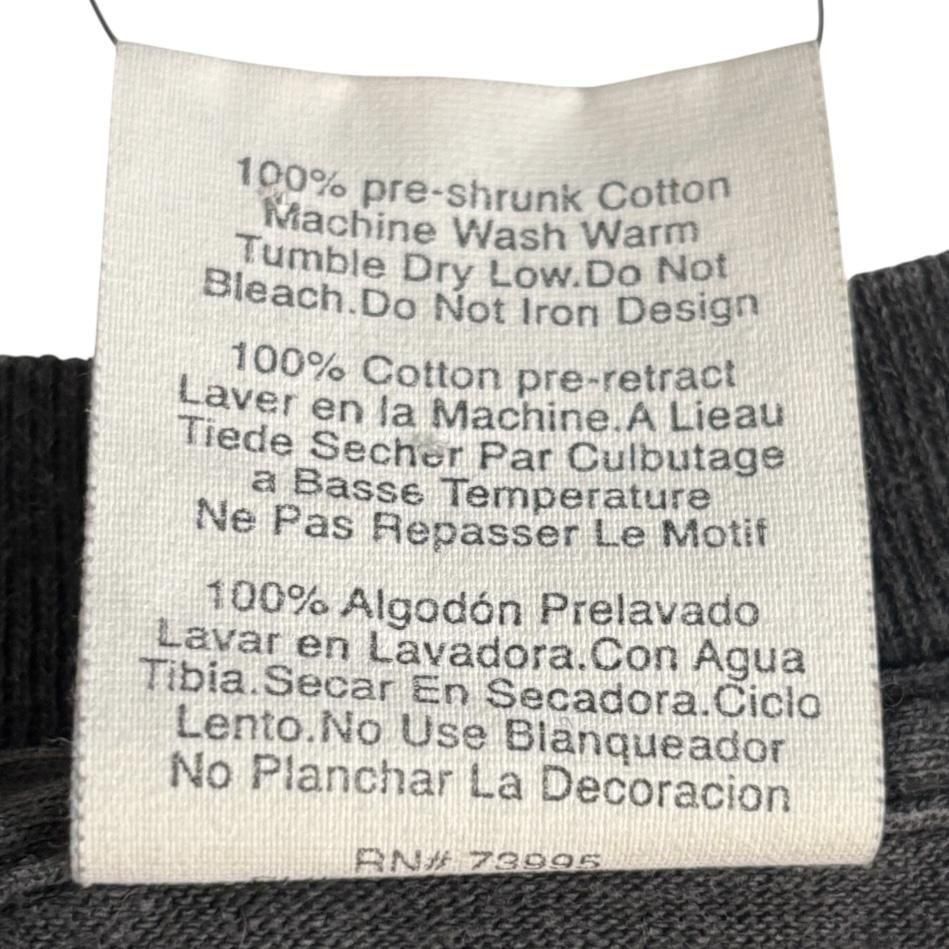 100% pre-shrunk Cotton
Machine Wash Warm
Tumble Dry Low.Do Not
Bleach.Do Not Iron Design
100% Cotton pre-retract
Laver en la Machine.A Lieau
Tiede Secher Par Culbutage
a Basse Temperature
Ne Pas Repasser Le Motif
100% Algodón Prelavado
Lavar en Lavadora.Con Agua
Tibia.Secar En Secadora.Ciclo
Lento.No Use Blanqueador
No Planchar La Decoracion
RN# 73995